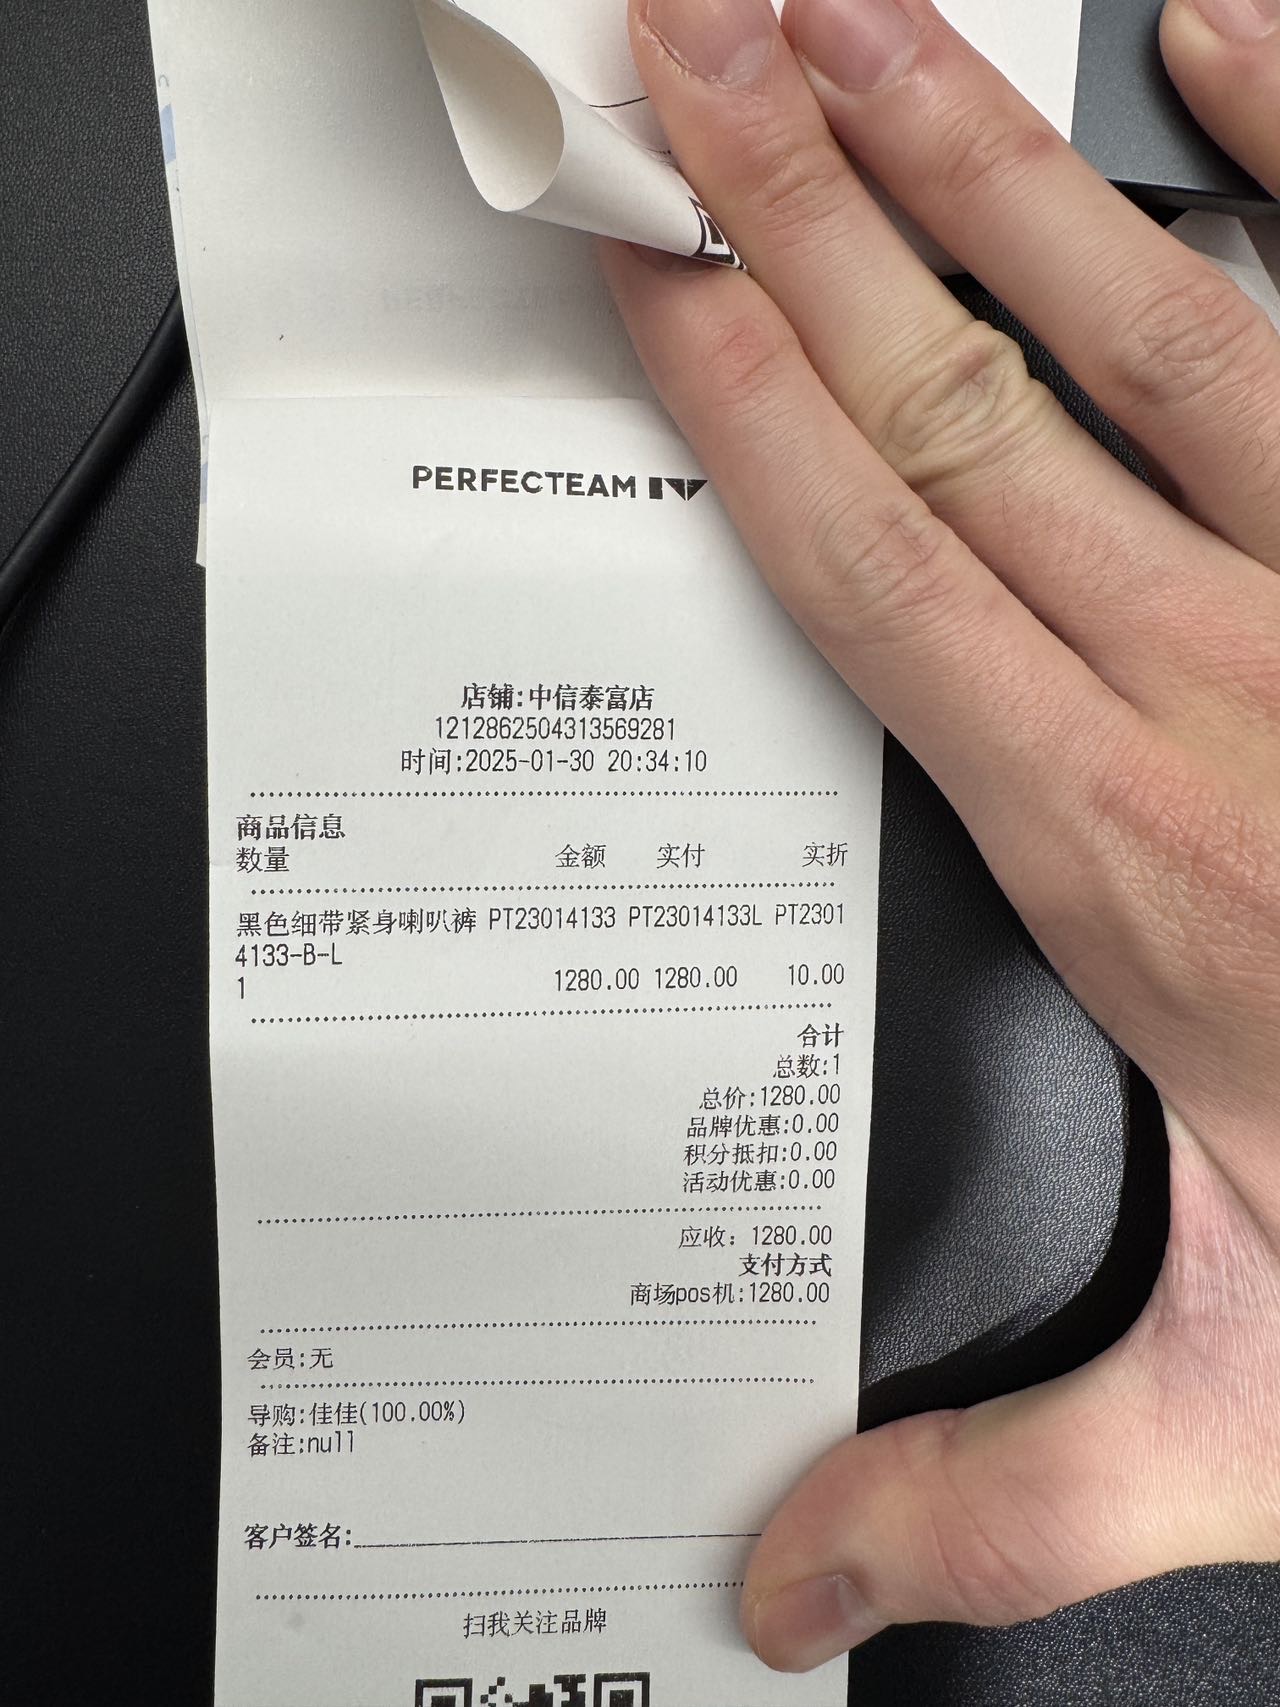 PERFECTEAM
店铺:中信泰富店
1212862504313569281
时间:2025-01-30 20:34:10
商品信息
数量 金额 实付 实折
黑色细带紧身喇叭裤 PT23014133 PT23014133L PT2301
4133-B-L
1 1280.00 1280.00 10.00
合计
总数:1
总价:1280.00
品牌优惠:0.00
积分抵扣:0.00
活动优惠:0.00
应收: 1280.00
支付方式
商场pos机:1280.00
会员:无
导购:佳佳(100.00%)
备注:null
客户签名:
扫我关注品牌